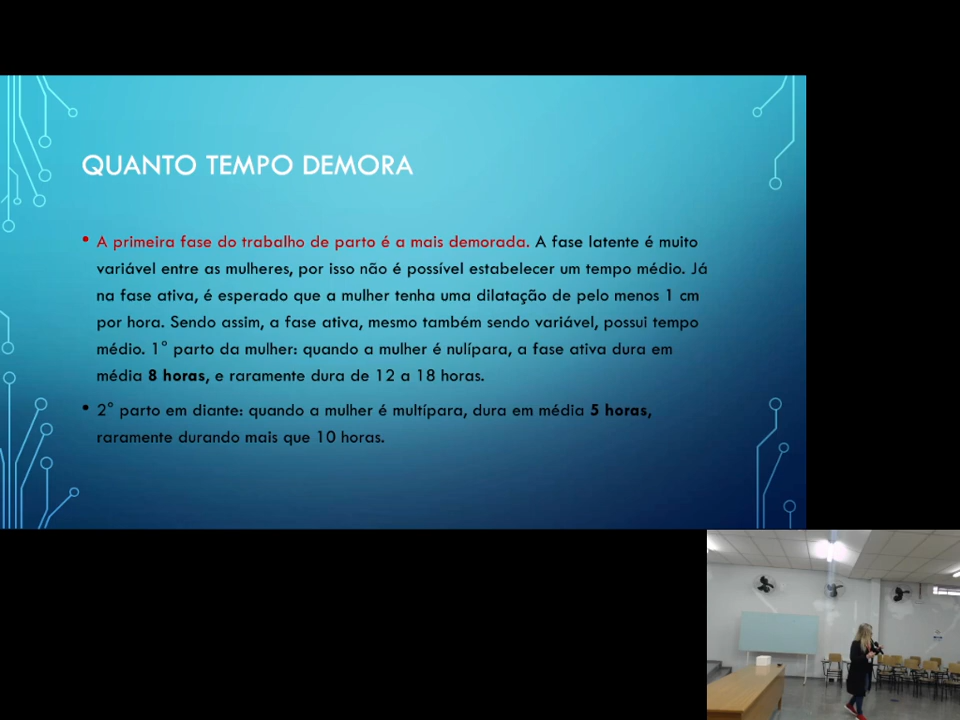 QUANTO TEMPO DEMORA
• A primeira fase do trabalho de parto é a mais demorada. A fase latente é muito
variável entre as mulheres, por isso não é possível estabelecer um tempo médio. Já
na fase ativa, é esperado que a mulher tenha uma dilatação de pelo menos 1 cm
por hora. Sendo assim, a fase ativa, mesmo também sendo variável, possui tempo
médio. 1° parto da mulher: quando a mulher é nulípara, a fase ativa dura em
média 8 horas, e raramente dura de 12 a 18 horas.
• 2° parto em diante: quando a mulher é multípara, dura em média 5 horas,
raramente durando mais que 10 horas.